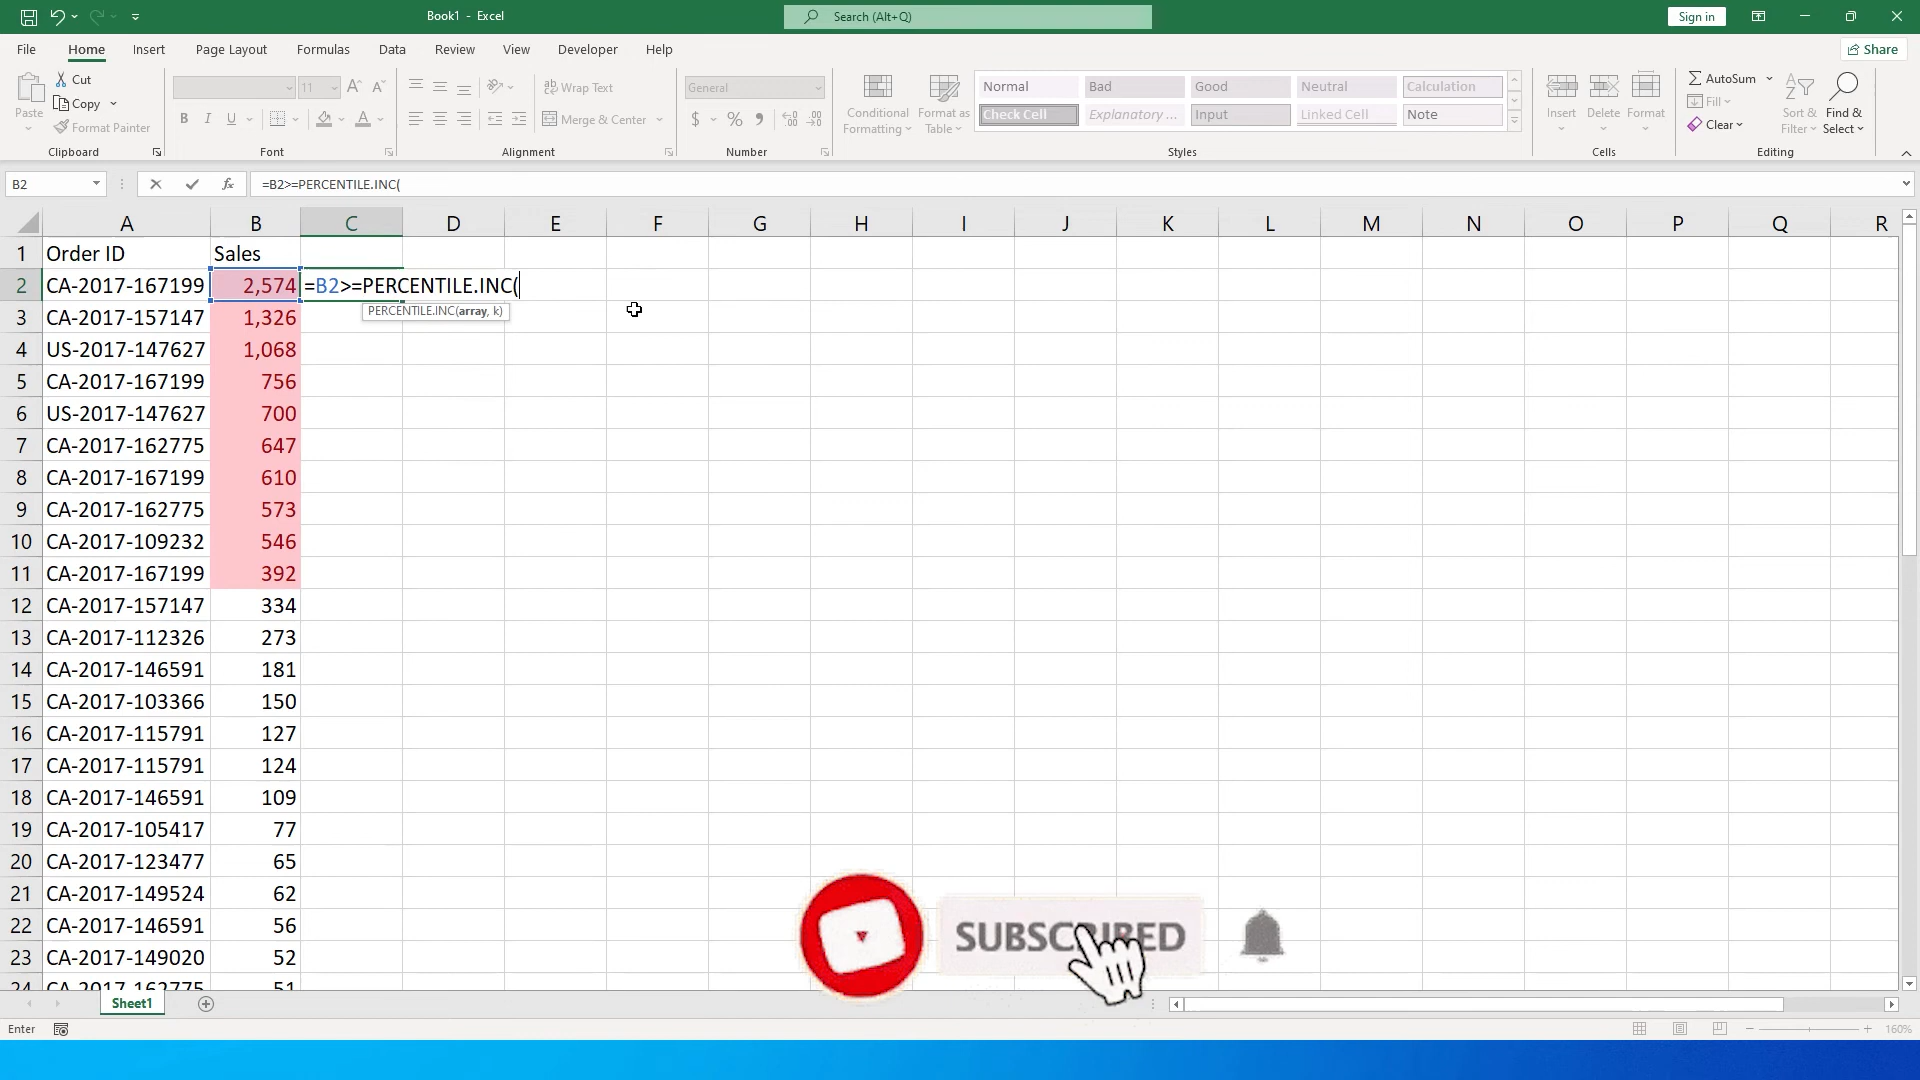 Book1 - Excel
Search (Alt+Q)
Sign in
File Home Insert Page Layout Formulas Data Review View Developer Help
Share
Paste
Cut
Copy
Format Painter
Clipboard
11
B I U
Font
Wrap Text
Merge & Center
Alignment
General
$ % 9
Number
Conditional Formatting
Format as Table
Normal Bad Good Neutral Calculation
Check Cell Explanatory ... Input Linked Cell Note
Styles
Insert Delete Format
Cells
AutoSum
Fill
Clear
Sort & Filter
Find & Select
Editing
B2
fx
=B2>=PERCENTILE.INC(
A B C D E F G H I J K L M N O P Q R
1 Order ID Sales
2 CA-2017-167199 2,574 =B2>=PERCENTILE.INC(
PERCENTILE.INC(array, k)
3 CA-2017-157147 1,326
4 US-2017-147627 1,068
5 CA-2017-167199 756
6 US-2017-147627 700
7 CA-2017-162775 647
8 CA-2017-167199 610
9 CA-2017-162775 573
10 CA-2017-109232 546
11 CA-2017-167199 392
12 CA-2017-157147 334
13 CA-2017-112326 273
14 CA-2017-146591 181
15 CA-2017-103366 150
16 CA-2017-115791 127
17 CA-2017-115791 124
18 CA-2017-146591 109
19 CA-2017-105417 77
20 CA-2017-123477 65
21 CA-2017-149524 62
22 CA-2017-146591 56
23 CA-2017-149020 52
24 CA-2017-162775 51
SUBSCRIBED
Sheet1
Enter
160%